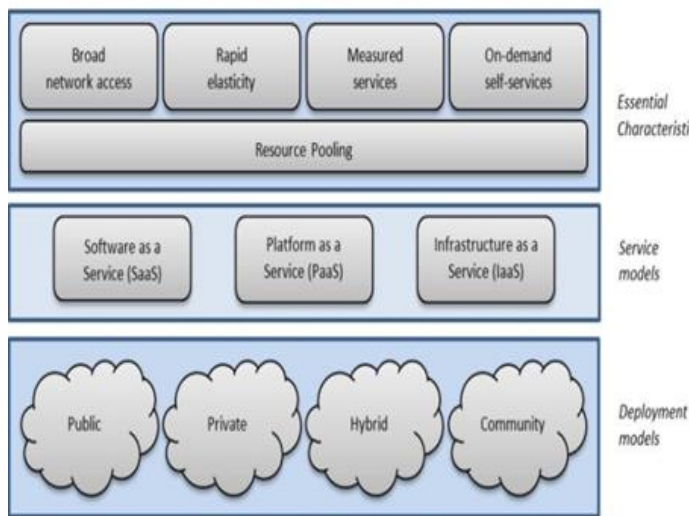 Broad
network access
Rapid
elasticity
Measured
services
On-demand
self-services
Resource Pooling
Essential
Characteristi
Software as a
Service (SaaS)
Platform as a
Service (PaaS)
Infrastructure as a
Service (IaaS)
Service
models
Public
Private
Hybrid
Community
Deployment
models